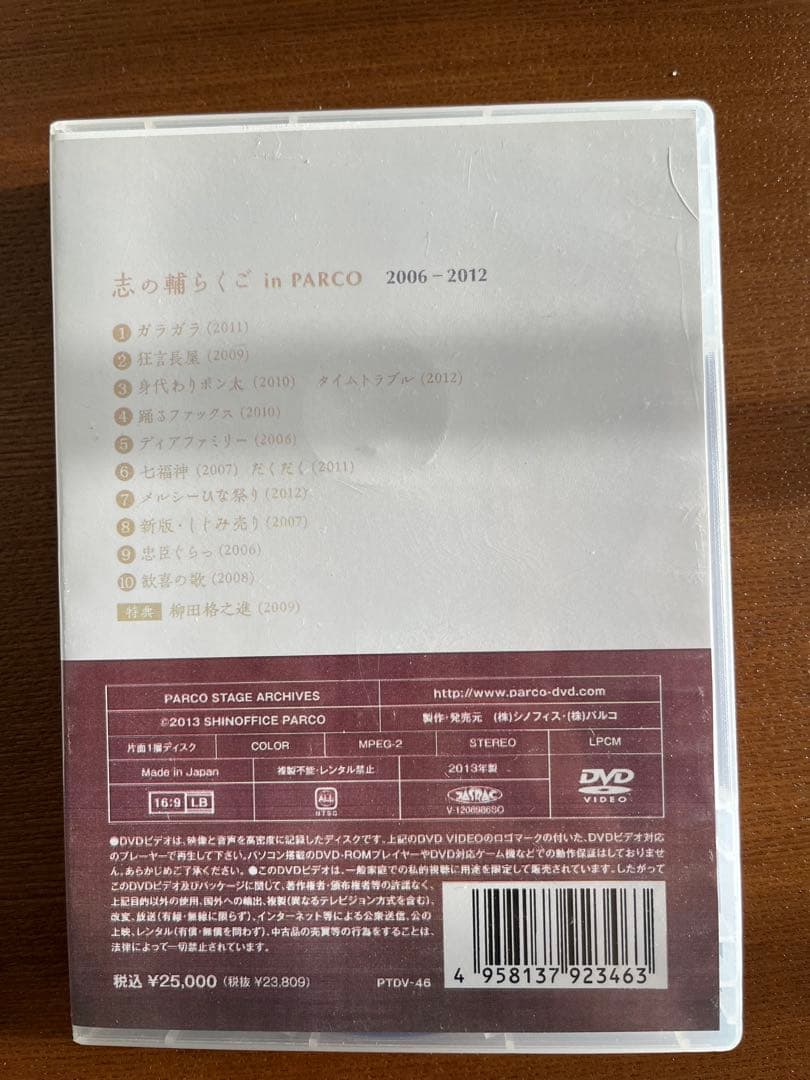 志の輔らくご in PARCO 2006-2012
1 ガラガラ (2011)
2 狂言長屋 (2009)
3 身代わりポン太 (2010) タイムトラブル (2012)
4 踊るファックス (2010)
5 ディアファミリー (2006)
6 七福神 (2007) だくだく (2011)
7 メルシーひな祭り (2012)
8 新版・しじみ売り (2007)
9 忠臣ぐらっ (2006)
10 歓喜の歌 (2008)
特典 柳田格之進 (2009)
PARCO STAGE ARCHIVES http://www.parco-dvd.com
©2013 SHINOFFICE PARCO 製作・発売元 (株)シノフィス・(株)パルコ
片面1層ディスク COLOR MPEG-2 STEREO LPCM
Made in Japan 複製不能・レンタル禁止 2013年製 DVD VIDEO
16:9 LB ALL NTSC JASRAC V-1208986SO
●DVDビデオは、映像と音声を高密度に記録したディスクです。上記のDVD VIDEOのロゴマークの付いた、DVDビデオ対応
のプレーヤーで再生して下さい。パソコン搭載のDVD-ROMプレイヤーやDVD対応ゲーム機などでの動作保証はしておりませ
ん。あらかじめご了承ください。●このDVDビデオは、一般家庭での私的視聴に用途を限定して販売されています。したがって
このDVDビデオ及びパッケージに関して、著作権者・頒布権者等の許諾なく、
上記目的以外の使用、国外への輸出、複製(異なるテレビジョン方式を含む)、
改変、放送(有線・無線に限らず)、インターネット等による公衆送信、公の
上映、レンタル(有償・無償を問わず)、中古品の売買等の行為をすることは、
法律によって一切禁止されています。
税込 ¥25,000 (税抜 ¥23,809) PTDV-46
4 958137 923463